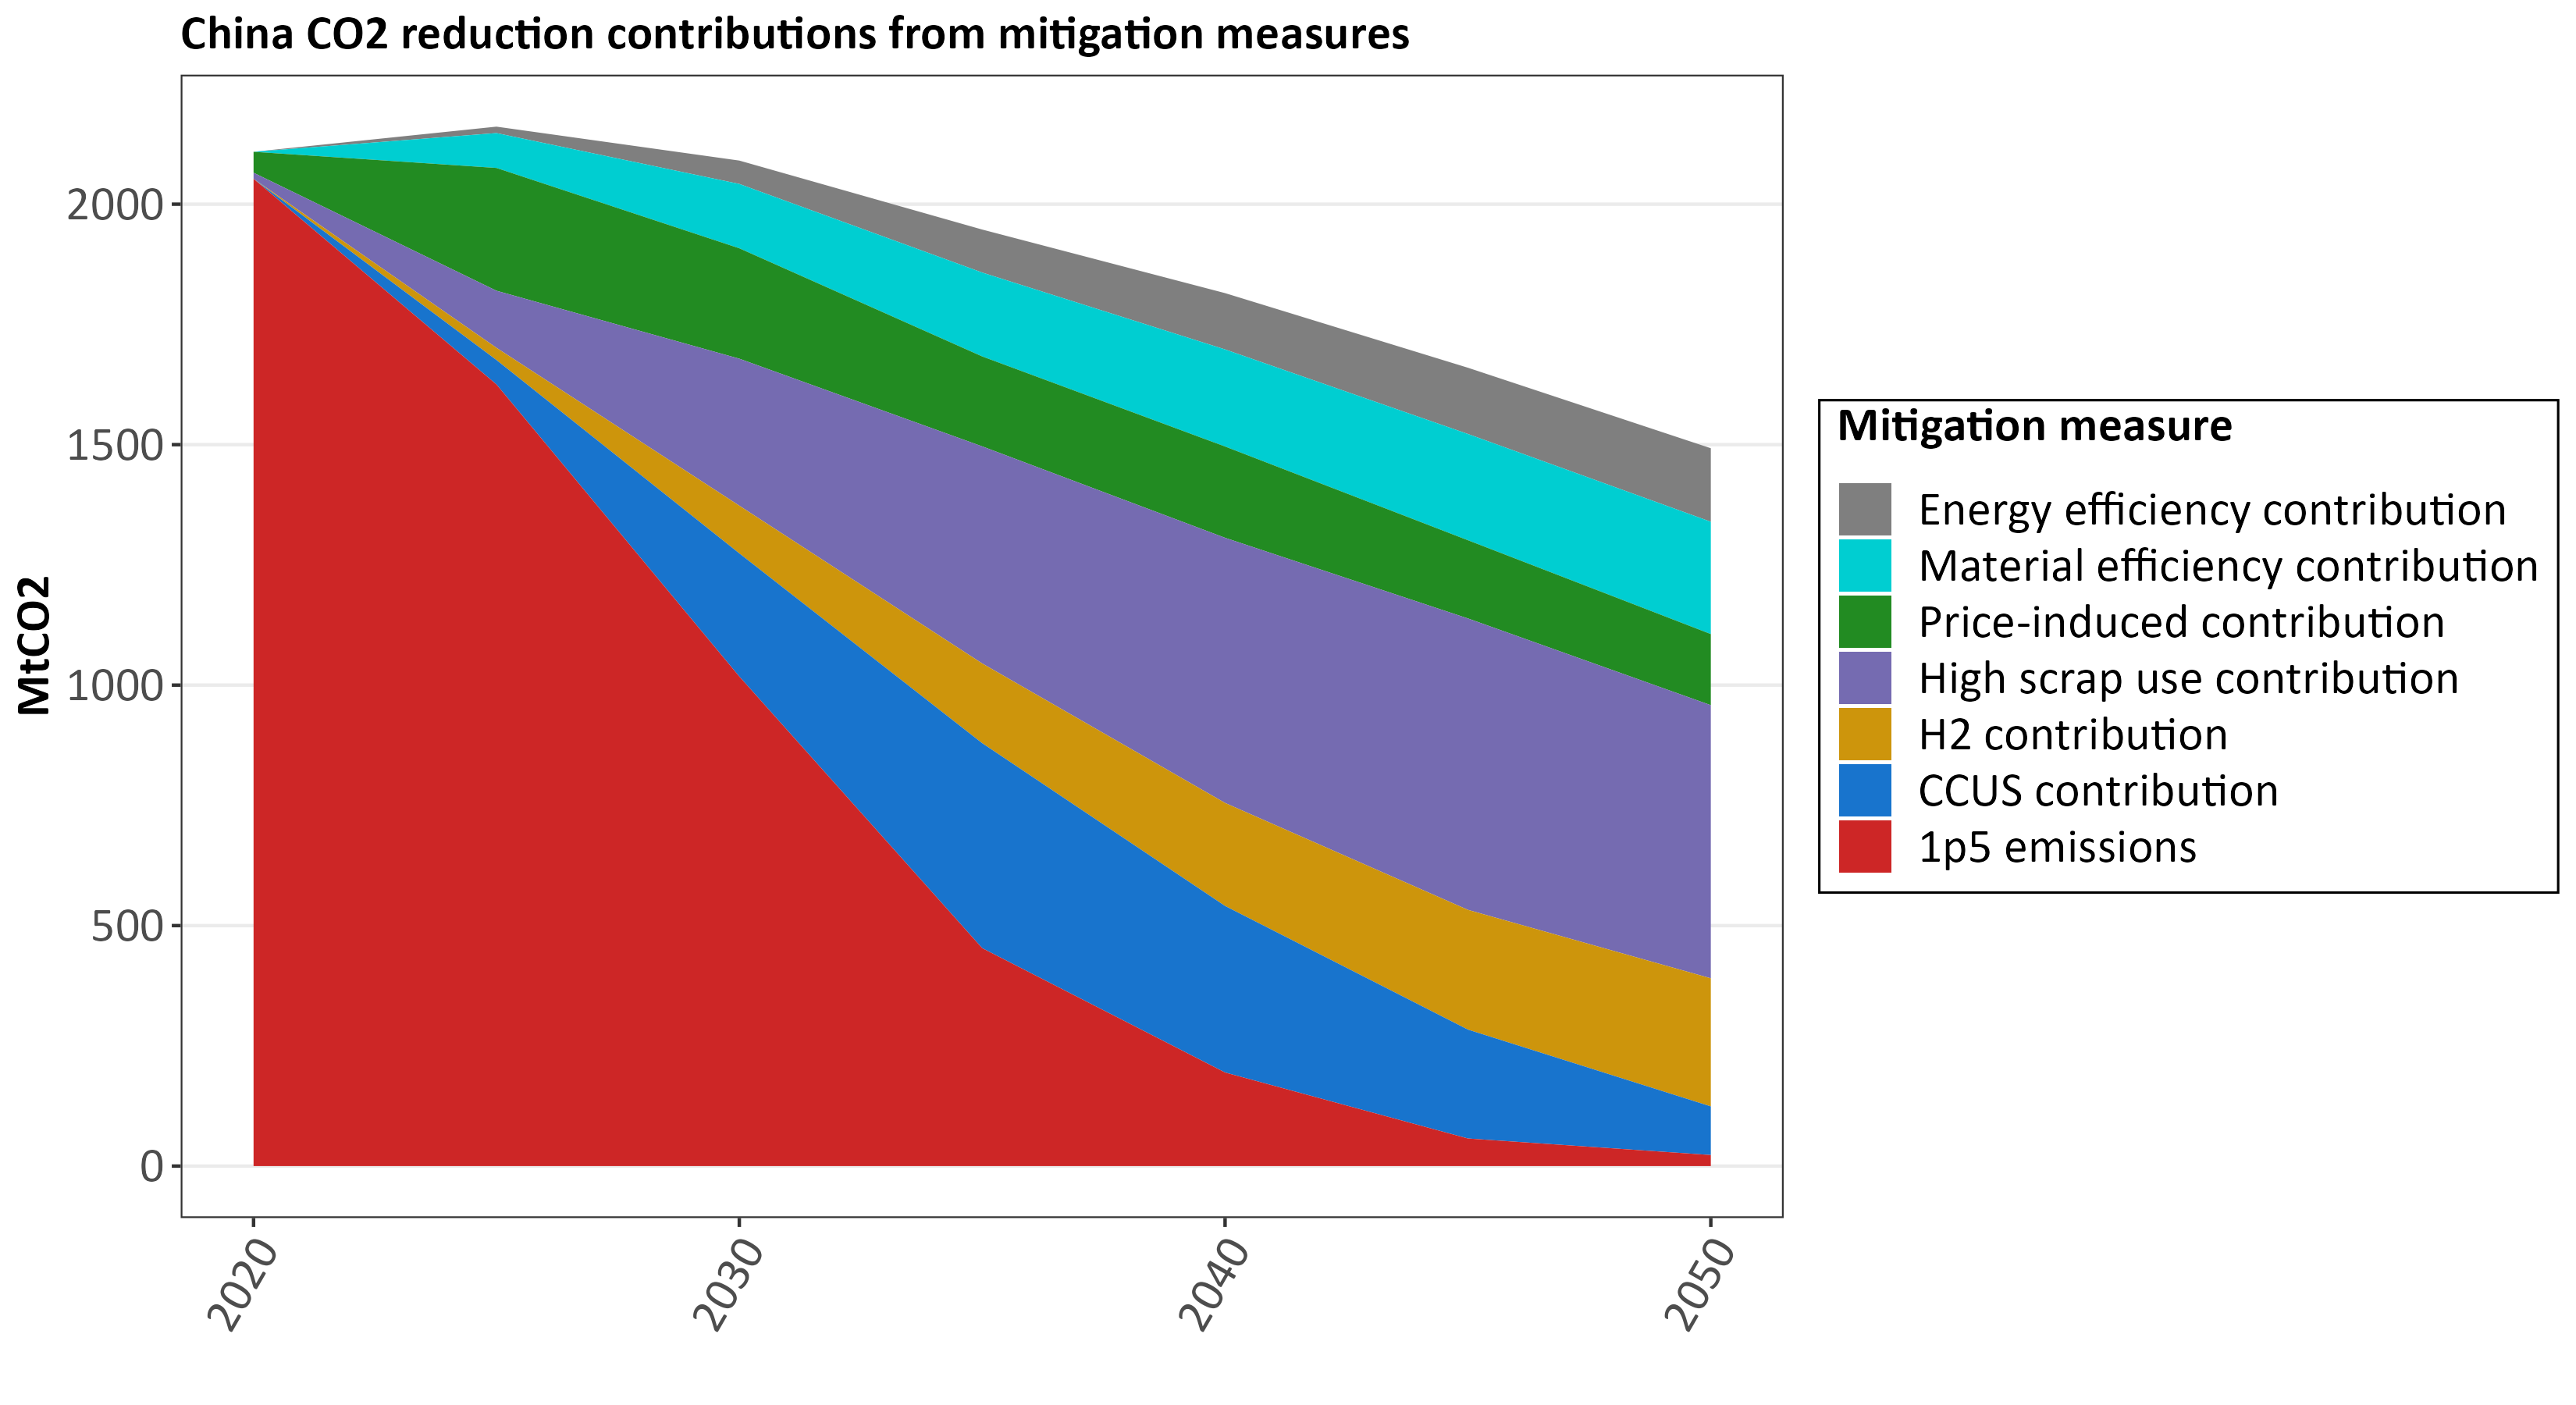 China CO2 reduction contributions from mitigation measures
MtCO2
2000
1500
1000
500
0
2020
2030
2040
2050
Mitigation measure
Energy efficiency contribution
Material efficiency contribution
Price-induced contribution
High scrap use contribution
H2 contribution
CCUS contribution
1p5 emissions